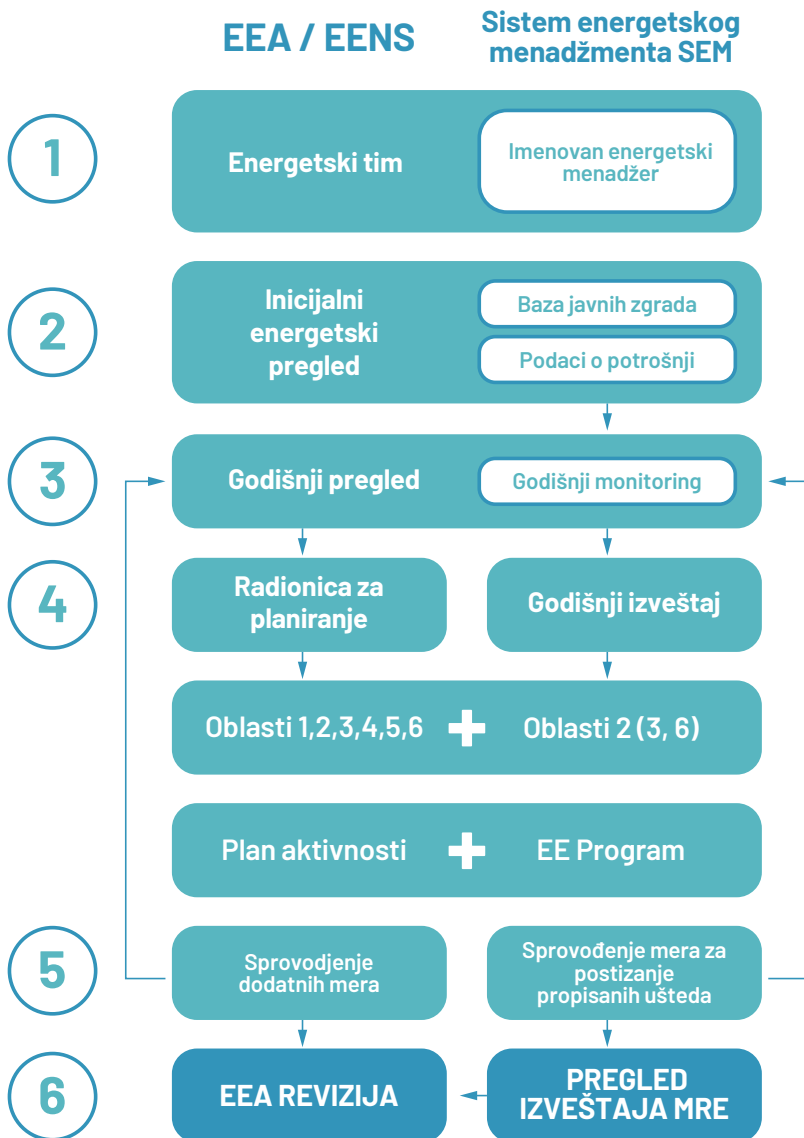 EEA / EENS
Sistem energetskog
menadžmenta SEM
1
Energetski tim
Imenovan energetski
menadžer
2
Inicijalni
energetski
pregled
Baza javnih zgrada
Podaci o potrošnji
3
Godišnji pregled
Godišnji monitoring
4
Radionica za
planiranje
Godišnji izveštaj
Oblasti 1,2,3,4,5,6
+
Oblasti 2 (3, 6)
Plan aktivnosti
+
EE Program
5
Sprovodjenje
dodatnih mera
Sprovođenje mera za
postizanje
propisanih ušteda
6
EEA REVIZIJA
PREGLED
IZVEŠTAJA MRE